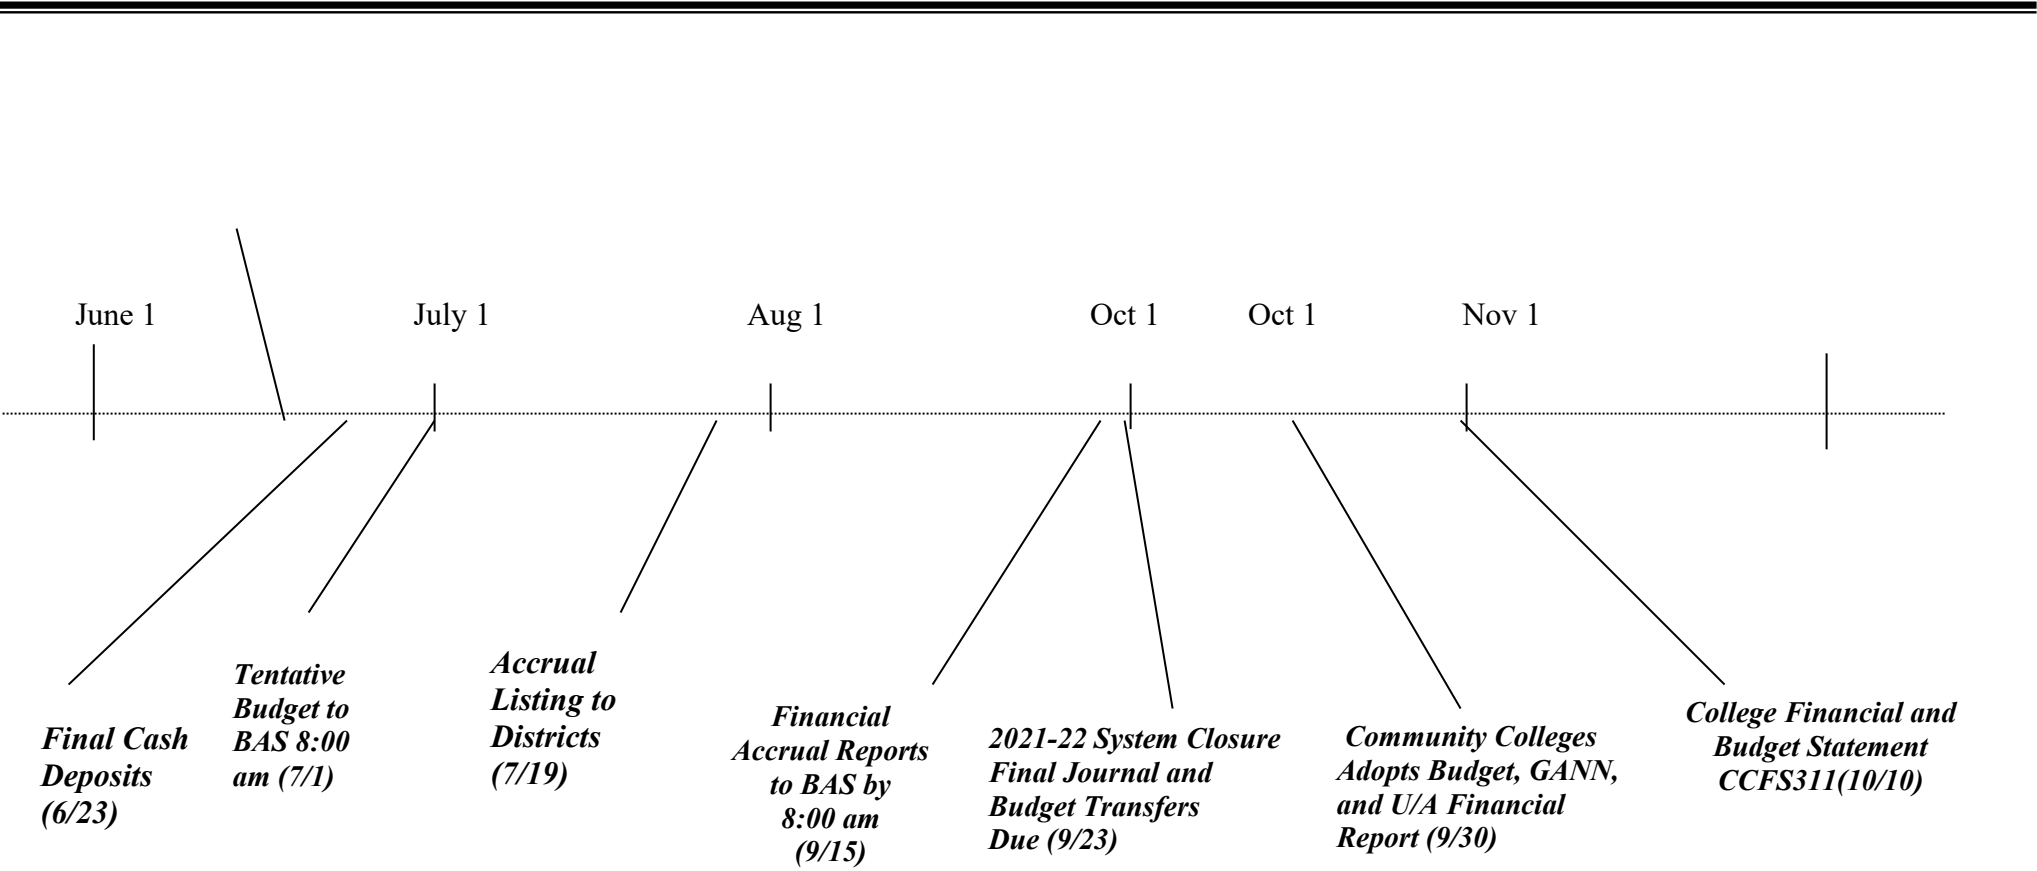 June 1
July 1
Aug 1
Oct 1
Oct 1
Nov 1
Final Cash
Deposits
(6/23)
Tentative
Budget to
BAS 8:00
am (7/1)
Accrual
Listing to
Districts
(7/19)
Financial
Accrual Reports
to BAS by
8:00 am
(9/15)
2021-22 System Closure
Final Journal and
Budget Transfers
Due (9/23)
Community Colleges
Adopts Budget, GANN,
and U/A Financial
Report (9/30)
College Financial and
Budget Statement
CCFS311(10/10)